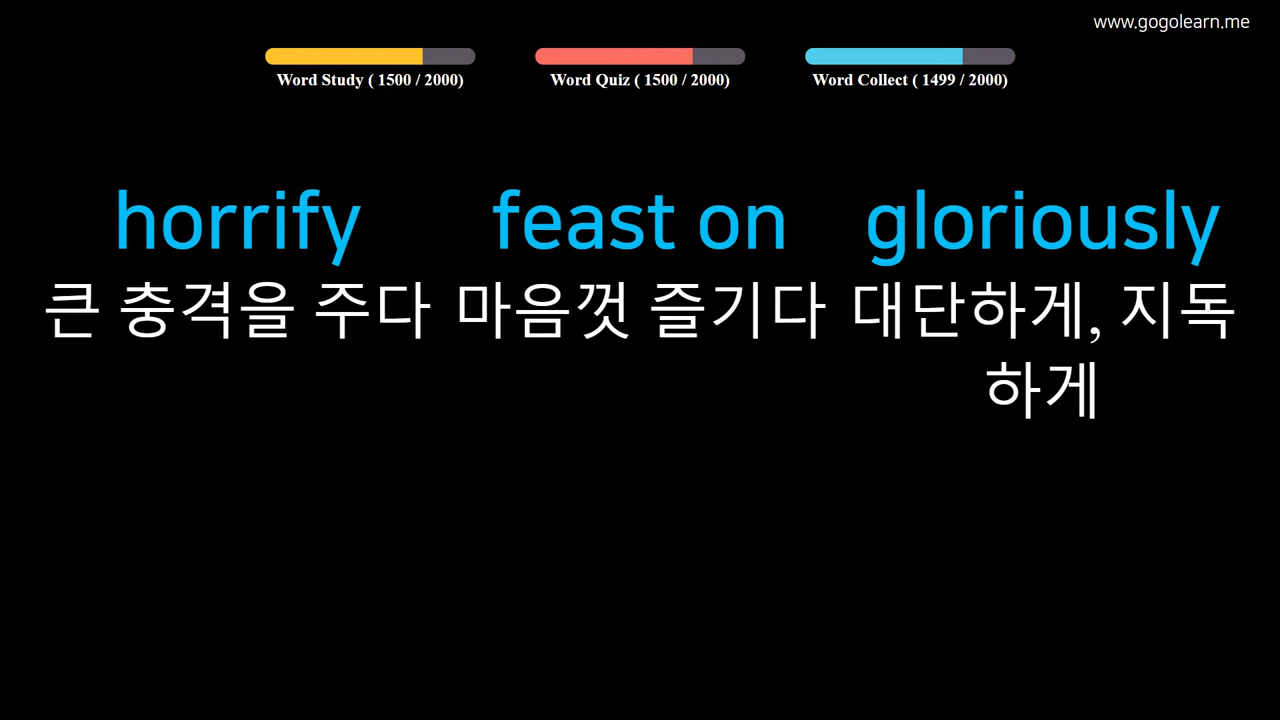 www.gogolearn.me
Word Study ( 1500 / 2000)
Word Quiz ( 1500 / 2000)
Word Collect ( 1499 / 2000)
horrify
큰 충격을 주다
feast on
마음껏 즐기다
gloriously
대단하게, 지독
하게